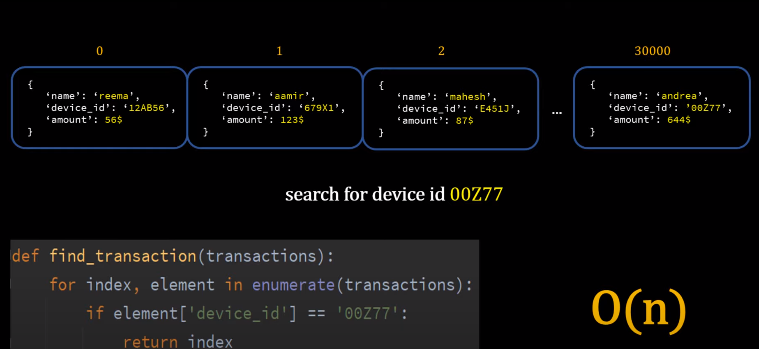 0 1 2 30000
{ { { {
‘name’: ‘reema’, ‘name’: ‘aamir’, ‘name’: ‘mahesh’, ‘name’: ‘andrea’,
‘device_id’: ‘12AB56’, ‘device_id’: ‘679X1’, ‘device_id’: ‘E451J’, ... ‘device_id’: ’00Z77’,
‘amount’: 56$ ‘amount’: 123$ ‘amount’: 87$ ‘amount’: 644$
} } } }
search for device id 00Z77
def find_transaction(transactions):
for index, element in enumerate(transactions):
if element['device_id'] == '00Z77':
return index
O(n)